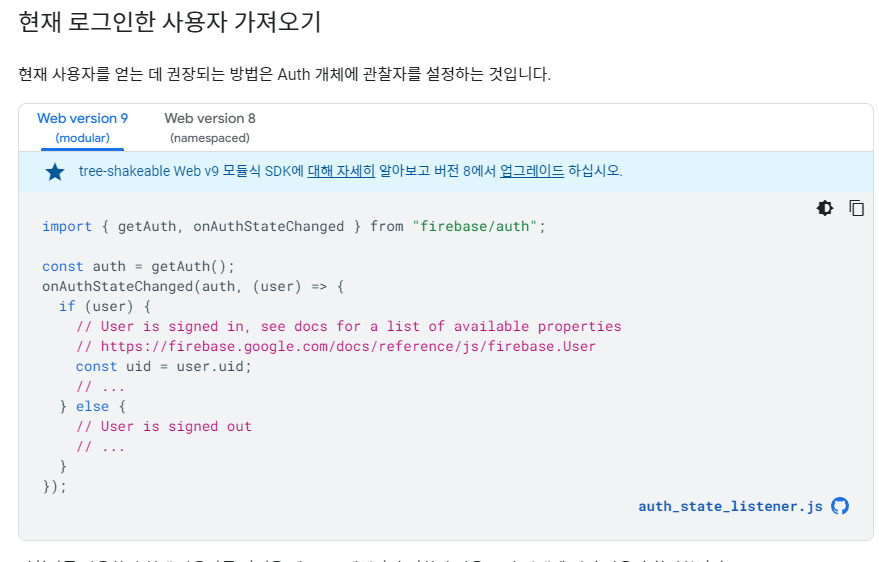 현재 로그인한 사용자 가져오기
현재 사용자를 얻는 데 권장되는 방법은 Auth 개체에 관찰자를 설정하는 것입니다.
Web version 9 Web version 8
(modular) (namespaced)
tree-shakeable Web v9 모듈식 SDK에 대해 자세히 알아보고 버전 8에서 업그레이드 하십시오.
import { getAuth, onAuthStateChanged } from "firebase/auth";
const auth = getAuth();
onAuthStateChanged(auth, (user) => {
if (user) {
// User is signed in, see docs for a list of available properties
// https://firebase.google.com/docs/reference/js/firebase.User
const uid = user.uid;
// ...
} else {
// User is signed out
// ...
}
});
auth_state_listener.js